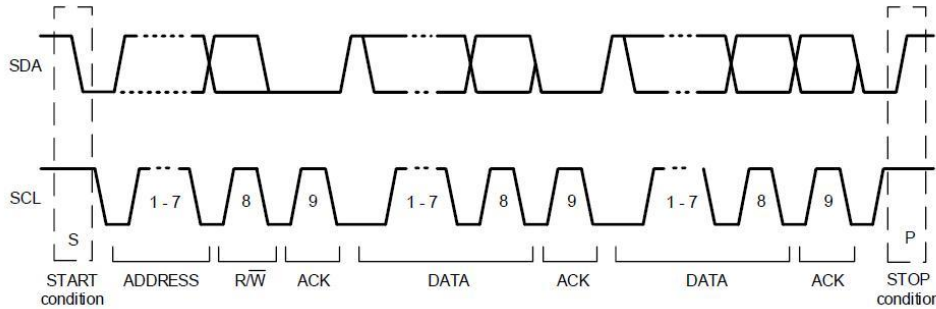 SDA
SCL
1 - 7
8
9
1 - 7
8
9
1 - 7
8
9
S
P
START
condition
ADDRESS
R/W̅
ACK
DATA
ACK
DATA
ACK
STOP
condition